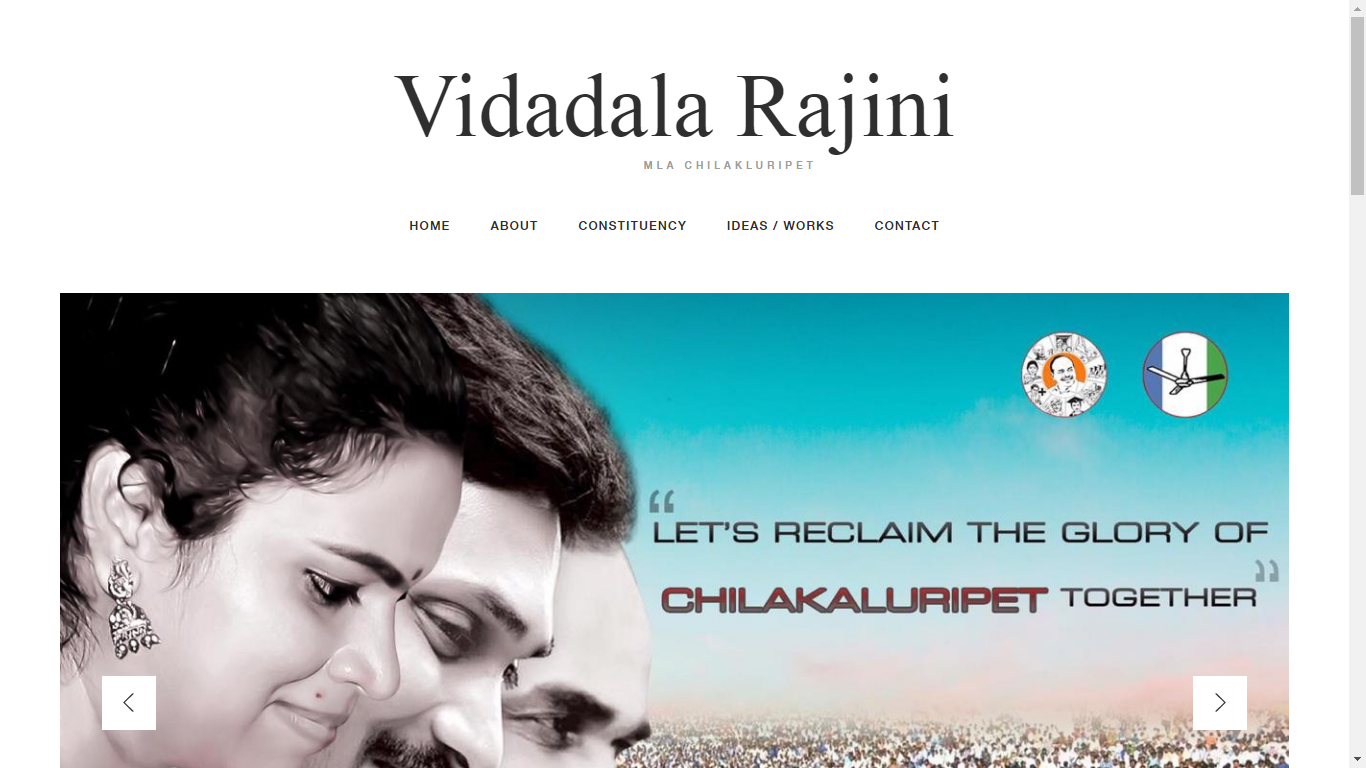 Vidadala Rajini
MLA CHILAKLURIPET
HOME ABOUT CONSTITUENCY IDEAS / WORKS CONTACT
“LET'S RECLAIM THE GLORY OF
CHILAKALURIPET TOGETHER”